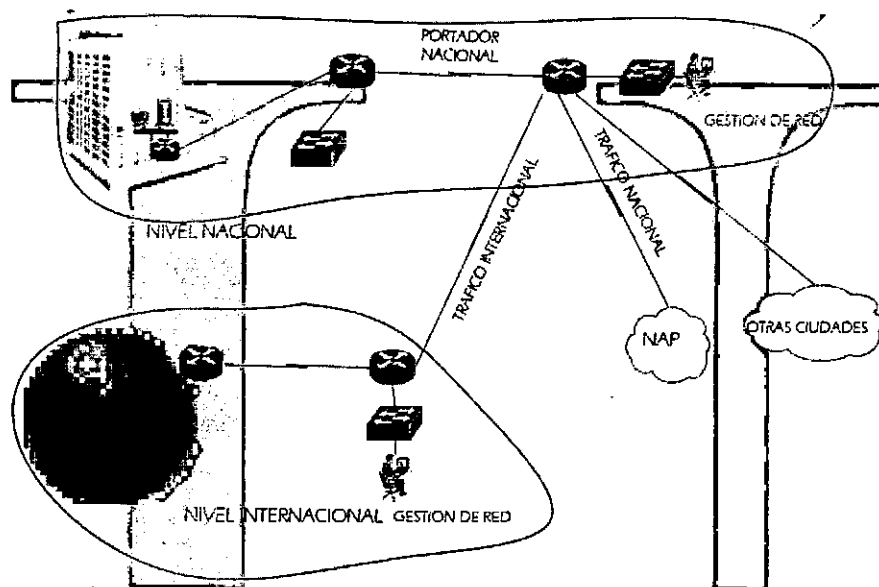 PORTADOR
NACIONAL
GESTION DE RED
NIVEL NACIONAL
TRAFICO INTERNACIONAL
TRAFICO NACIONAL
NAP
OTRAS CIUDADES
NIVEL INTERNACIONAL
GESTION DE RED